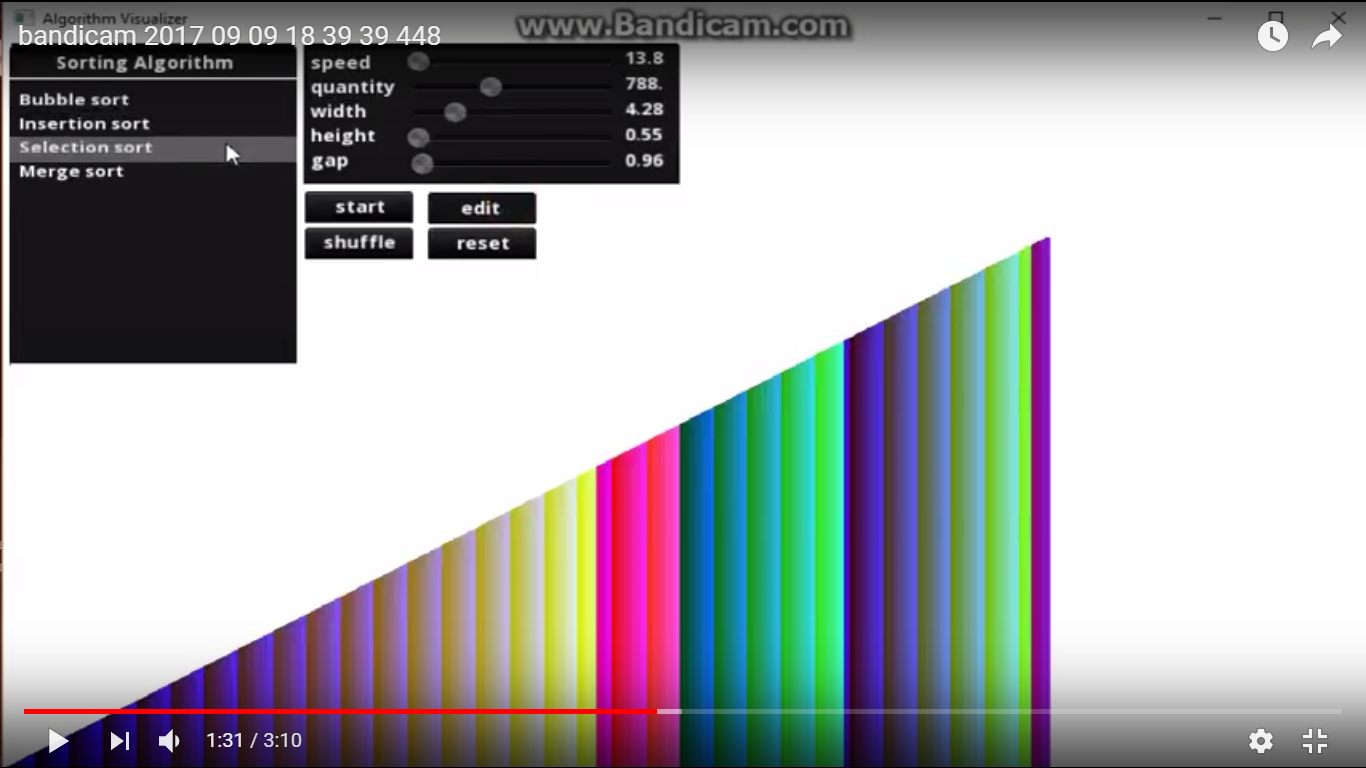 Algorithm Visualizer
www.Bandicam.com
bandicam 2017 09 09 18 39 39 448
Sorting Algorithm
Bubble sort
Insertion sort
Selection sort
Merge sort
speed 13.8
quantity 788.
width 4.28
height 0.55
gap 0.96
start edit
shuffle reset
1:31 / 3:10